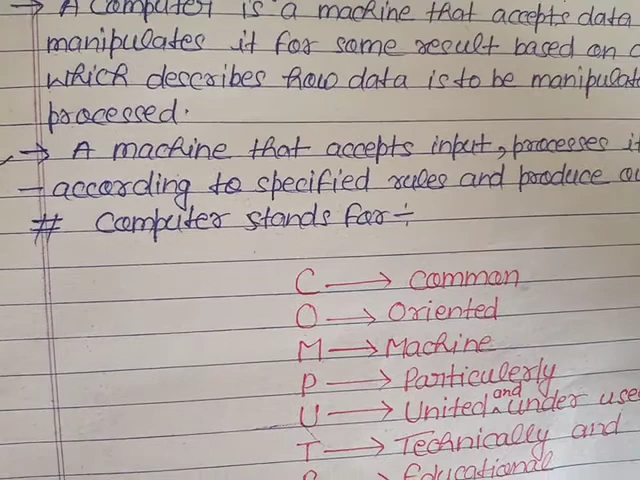 → A Computer is a machine that accepts data
manipulates it for some result based on
which describes how data is to be
processed.
→ A machine that accepts input, processes it
according to specified rules and produce
# Computer stands for ÷
C → Common
O → Oriented
M → Machine
P → Particulerly
U → United and under
T → Technically and
→ Educational